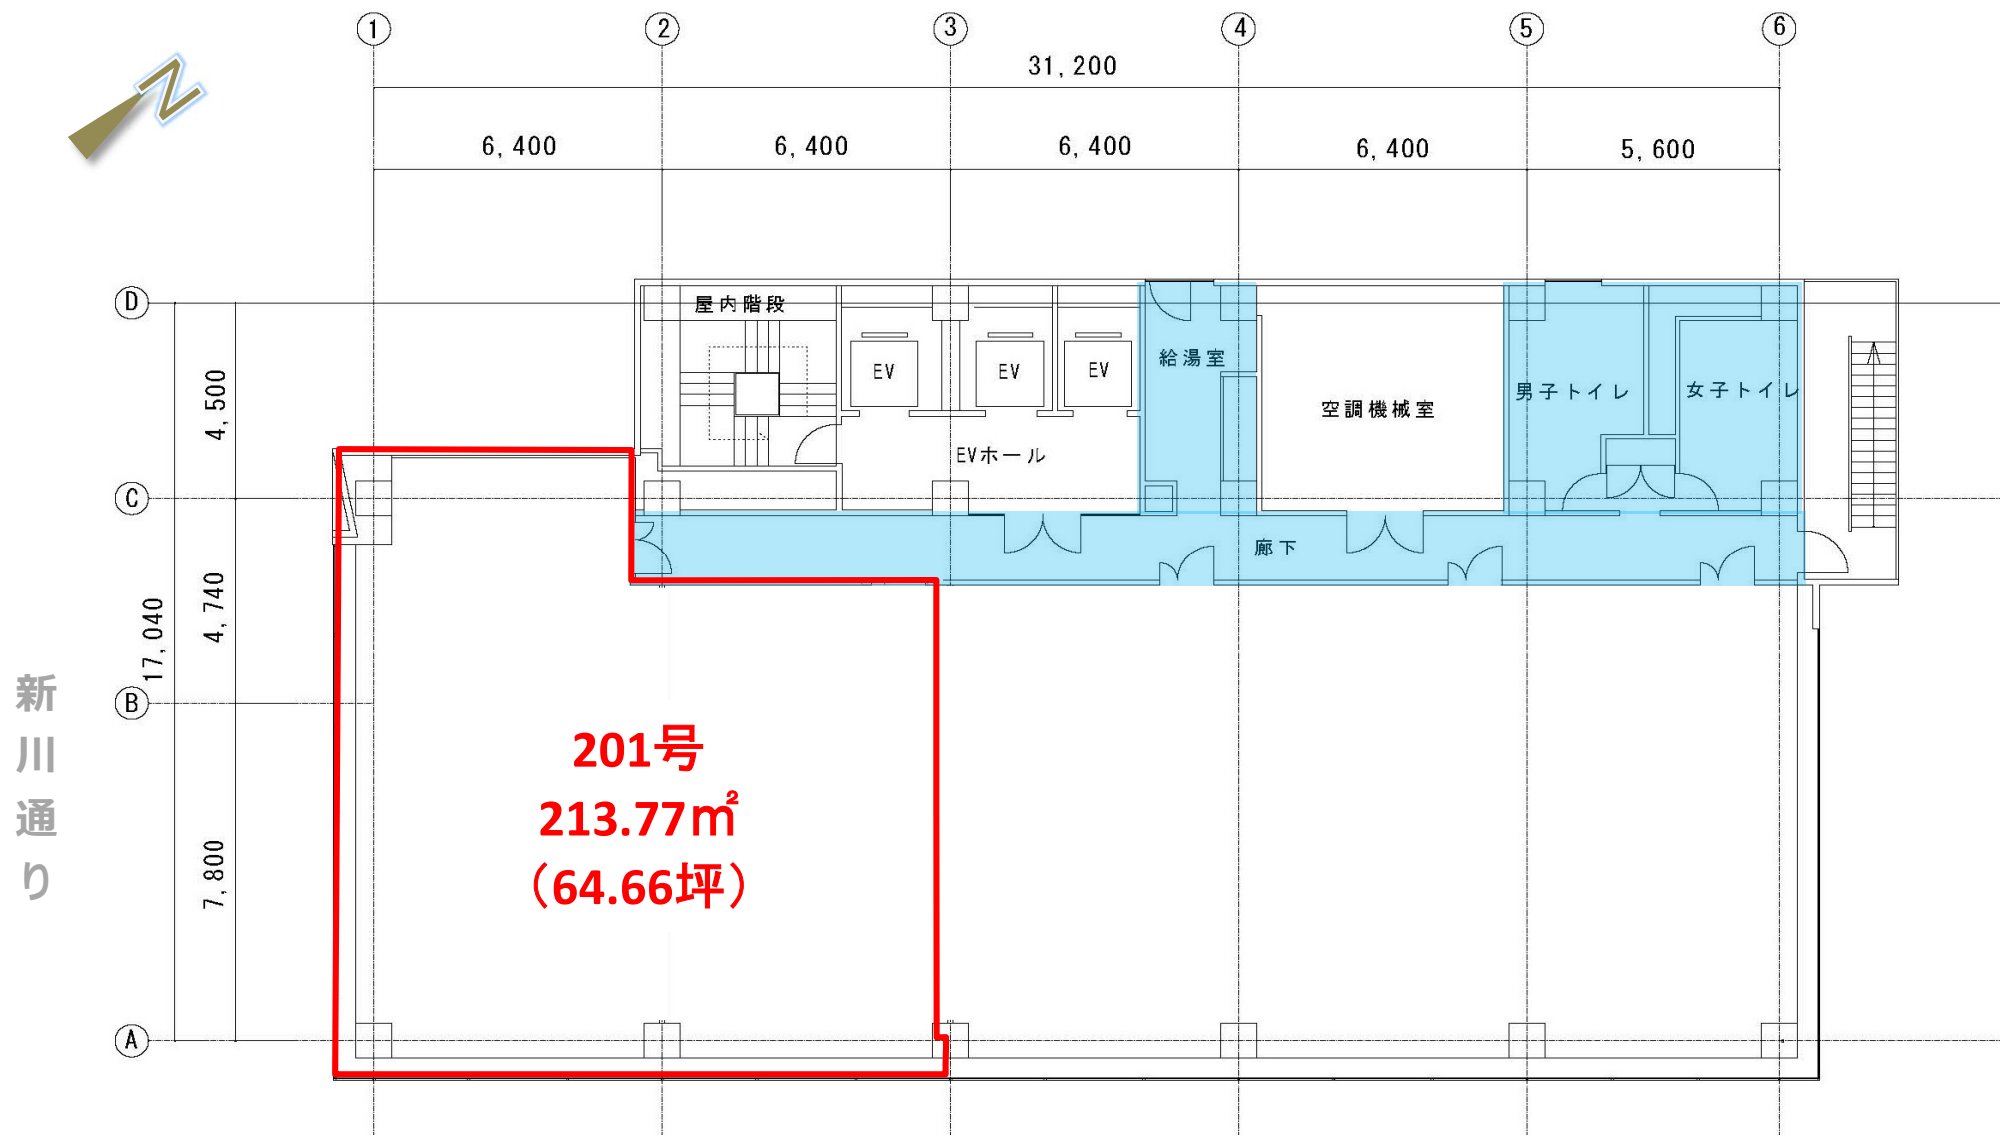 1 2 3 4 5 6
N
31,200
6,400 6,400 6,400 6,400 5,600
D
C
B
A
4,500
4,740
7,800
17,040
新川通り
屋内階段
EV EV EV
EVホール
給湯室
空調機械室
男子トイレ
女子トイレ
廊下
201号
213.77㎡
（64.66坪）